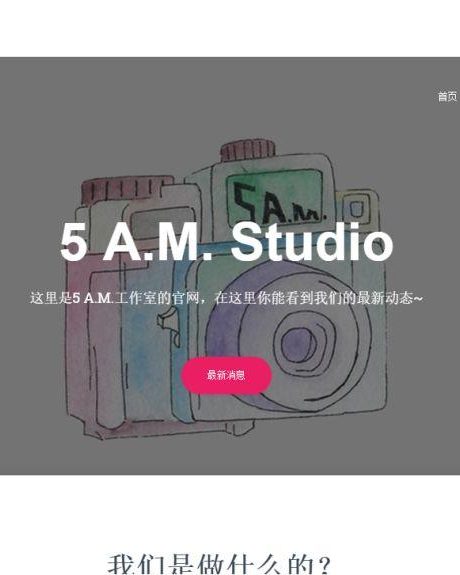 首页
5 A.M.
5 A.M. Studio
这里是5 A.M.工作室的官网，在这里你能看到我们的最新动态~
最新消息
我们是做什么的？